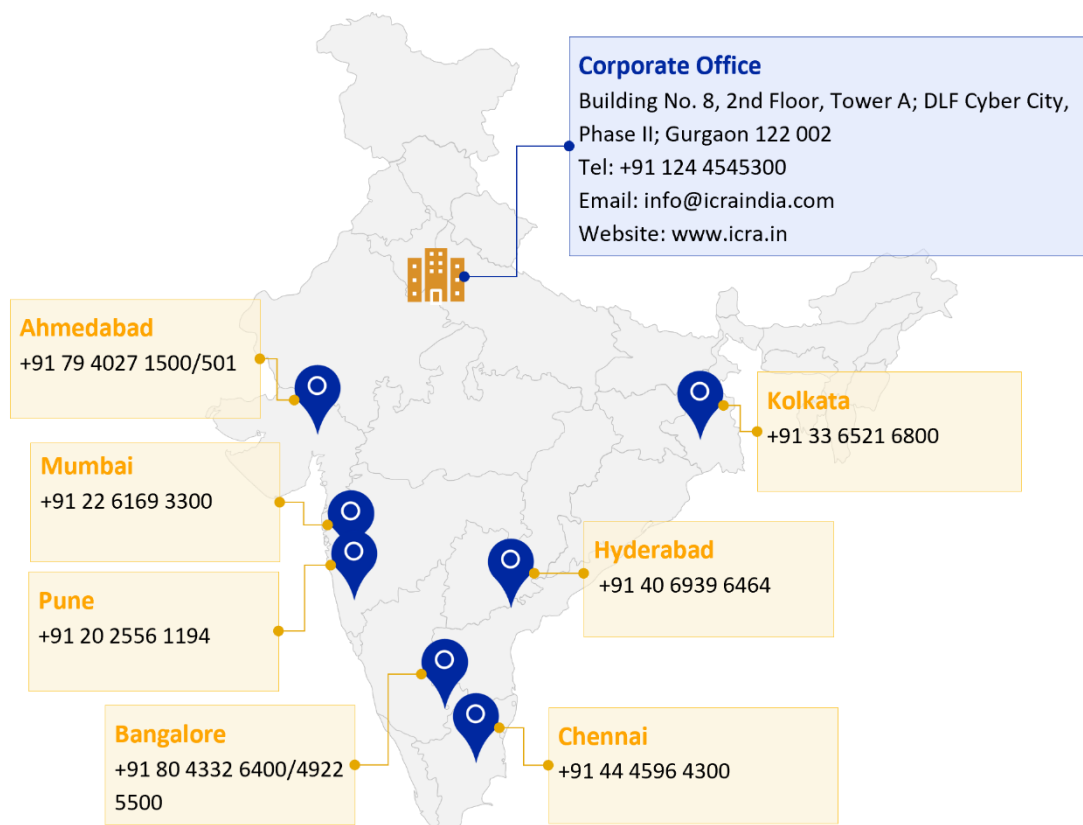 Corporate Office
Building No. 8, 2nd Floor, Tower A; DLF Cyber City,
Phase II; Gurgaon 122 002
Tel: +91 124 4545300
Email: info@icraindia.com
Website: www.icra.in
Ahmedabad
+91 79 4027 1500/501
Kolkata
+91 33 6521 6800
Mumbai
+91 22 6169 3300
Hyderabad
+91 40 6939 6464
Pune
+91 20 2556 1194
Bangalore
+91 80 4332 6400/4922
5500
Chennai
+91 44 4596 4300